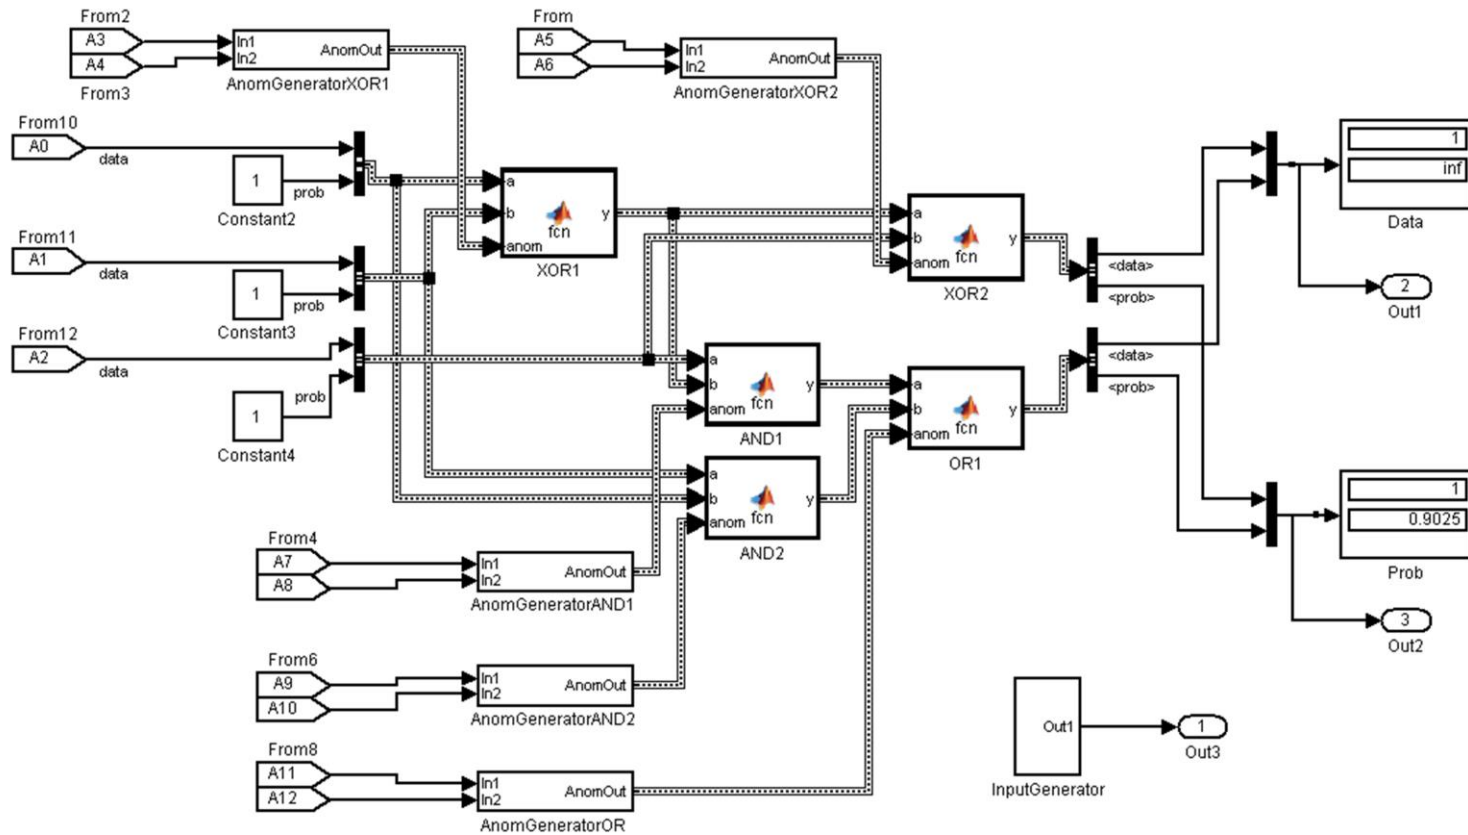 From2
A3
A4
From3
In1
In2
AnomOut
AnomGeneratorXOR1
From
A5
A6
In1
In2
AnomOut
AnomGeneratorXOR2
From10
A0
data
1
prob
Constant2
From11
A1
data
1
prob
Constant3
From12
A2
data
1
prob
Constant4
a
b
anom
fcn
y
XOR1
a
b
anom
fcn
y
XOR2
<data>
<prob>
1
inf
Data
2
Out1
a
b
anom
fcn
y
AND1
a
b
anom
fcn
y
OR1
<data>
<prob>
a
b
anom
fcn
y
AND2
1
0.9025
Prob
3
Out2
From4
A7
A8
In1
In2
AnomOut
AnomGeneratorAND1
From6
A9
A10
In1
In2
AnomOut
AnomGeneratorAND2
From8
A11
A12
In1
In2
AnomOut
AnomGeneratorOR
Out1
InputGenerator
1
Out3